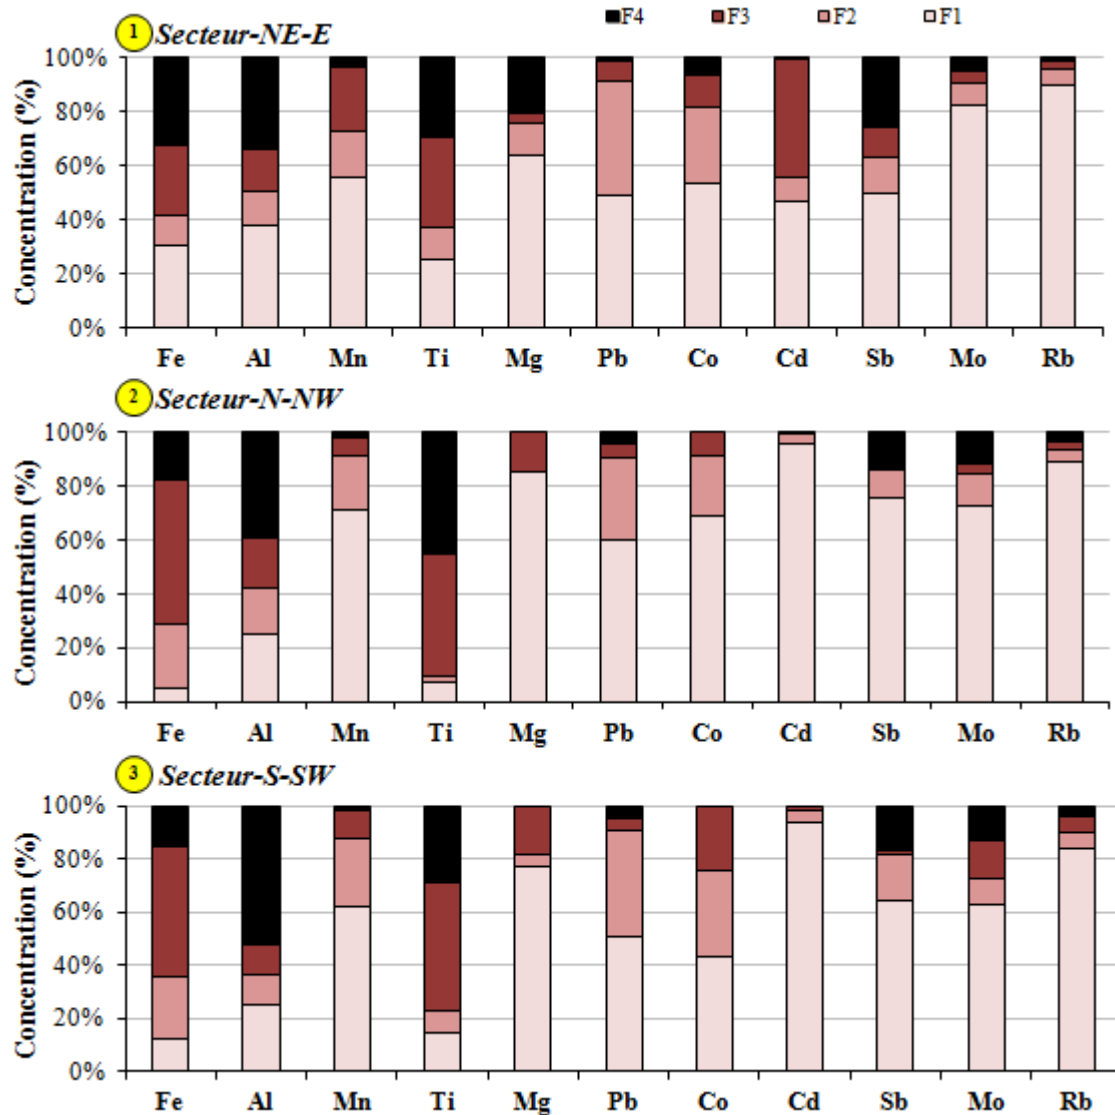 F4 F3 F2 F1
1 Secteur-NE-E
Concentration (%)
100%
80%
60%
40%
20%
0%
Fe Al Mn Ti Mg Pb Co Cd Sb Mo Rb
2 Secteur-N-NW
Concentration (%)
100%
80%
60%
40%
20%
0%
Fe Al Mn Ti Mg Pb Co Cd Sb Mo Rb
3 Secteur-S-SW
Concentration (%)
100%
80%
60%
40%
20%
0%
Fe Al Mn Ti Mg Pb Co Cd Sb Mo Rb